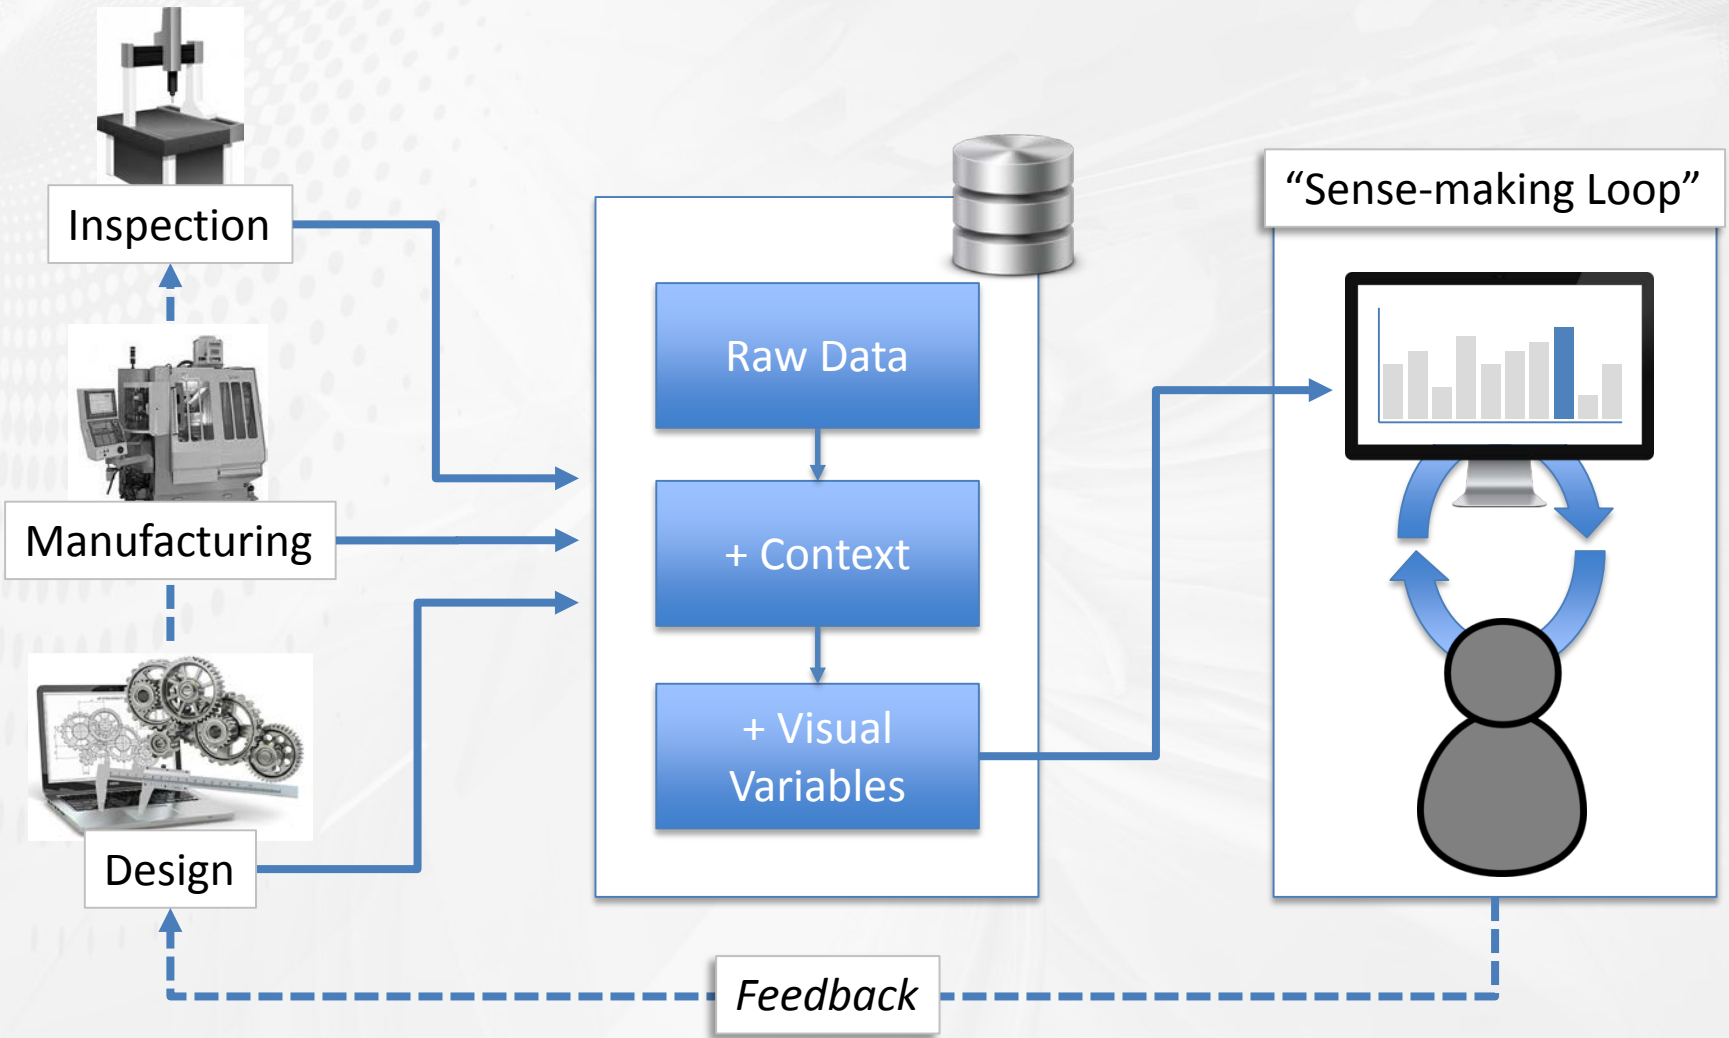 Inspection
Manufacturing
Design
Raw Data
+ Context
+ Visual
Variables
“Sense-making Loop”
Feedback